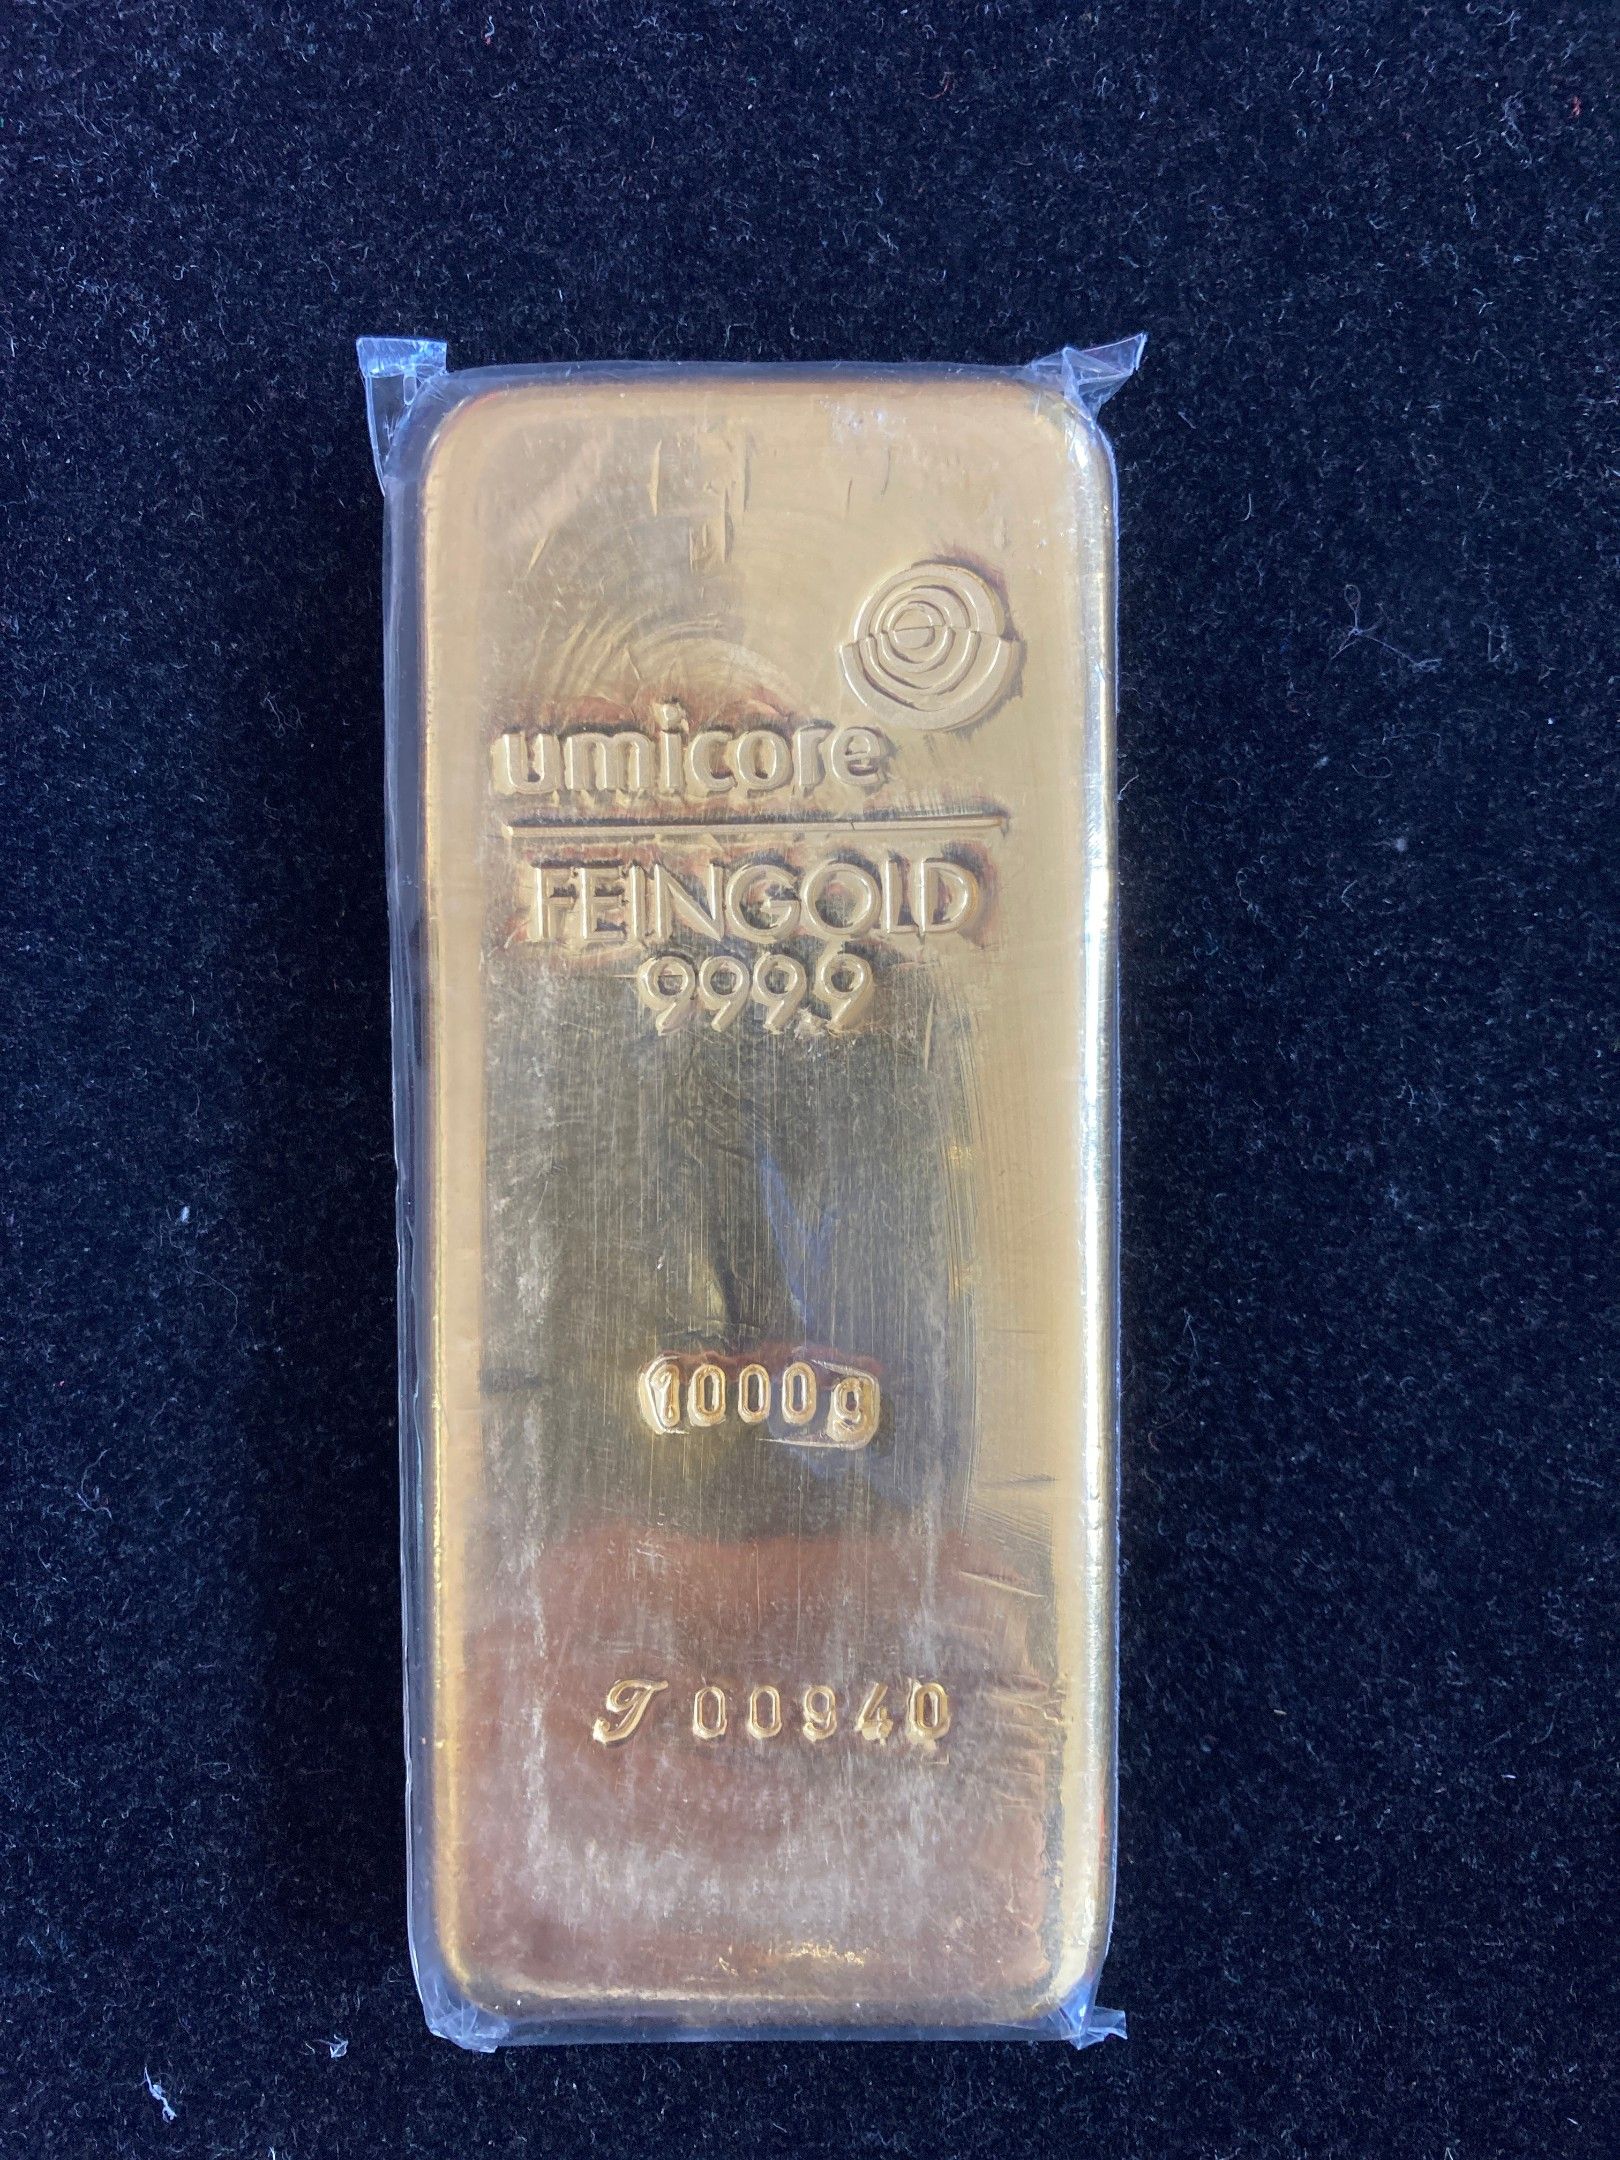 umicore
FEINGOLD
999,9
1000g
J 00940